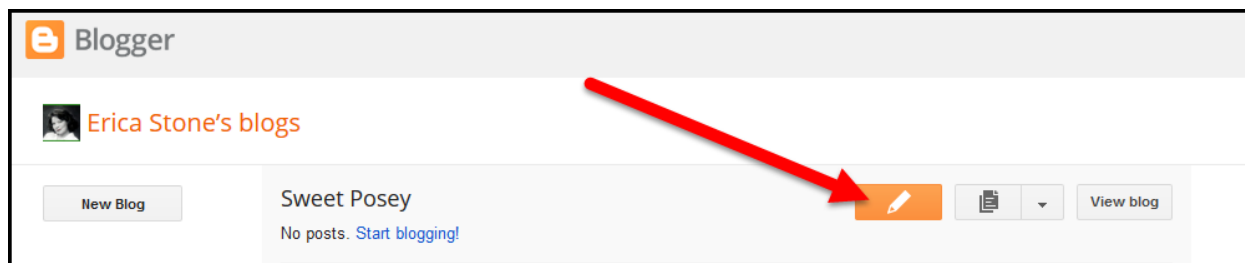 Blogger
Erica Stone's blogs
New Blog
Sweet Posey
View blog
No posts. Start blogging!